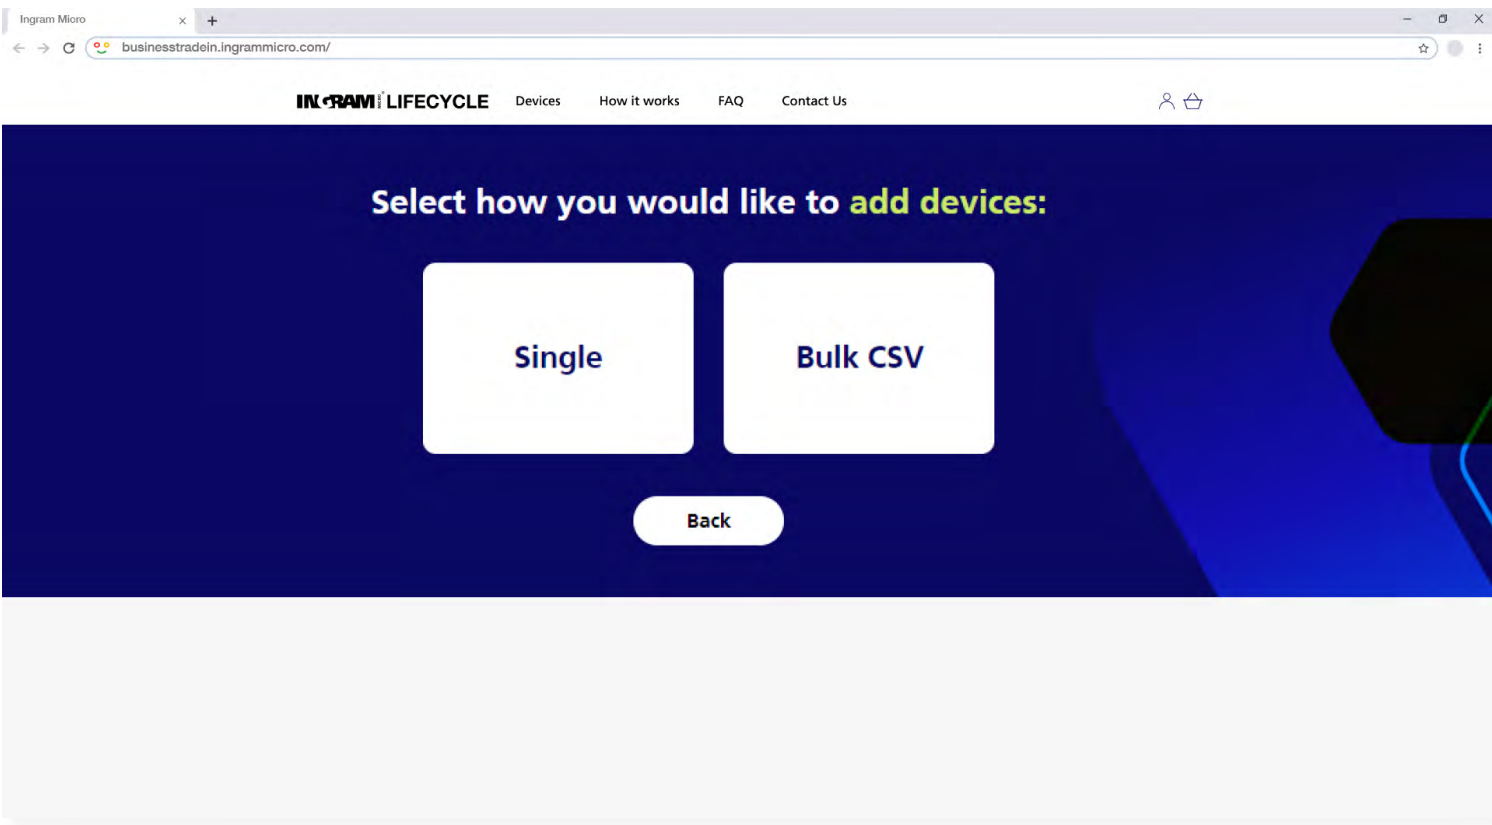 Ingram Micro
businesstradein.ingrammicro.com/
INGRAM MICRO LIFECYCLE Devices How it works FAQ Contact Us
Select how you would like to add devices:
Single Bulk CSV
Back